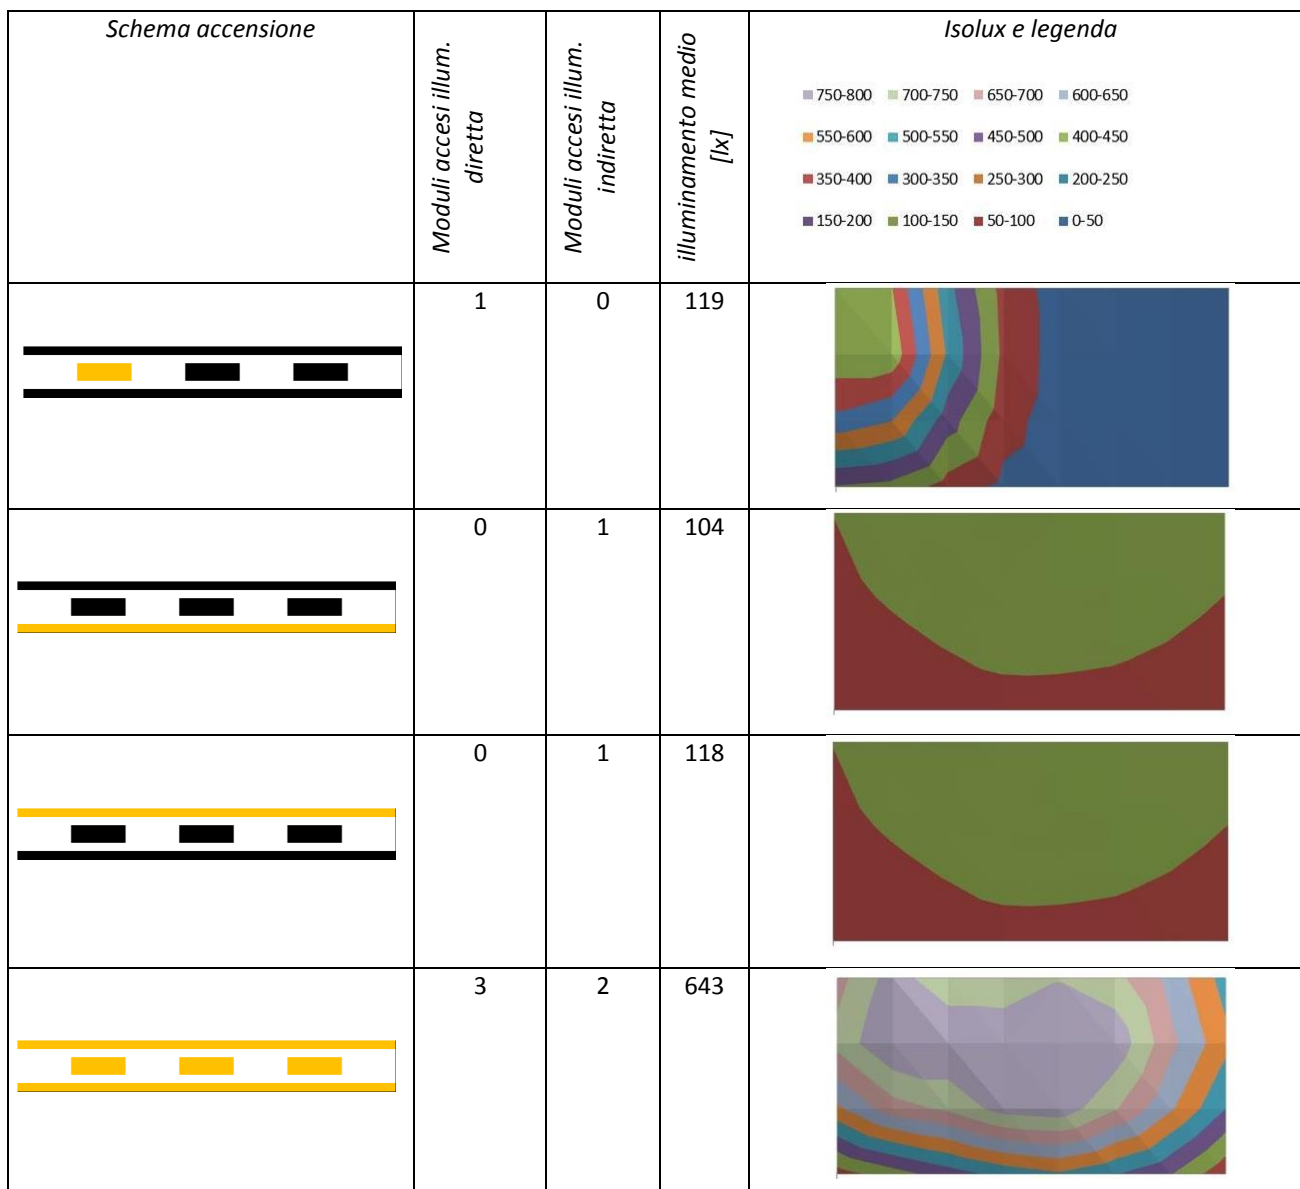 Schema accensione
Moduli accesi illum.
diretta
Moduli accesi illum.
indiretta
illuminamento medio
[lx]
Isolux e legenda
750-800 700-750 650-700 600-650
550-600 500-550 450-500 400-450
350-400 300-350 250-300 200-250
150-200 100-150 50-100 0-50
1 0 119
0 1 104
0 1 118
3 2 643